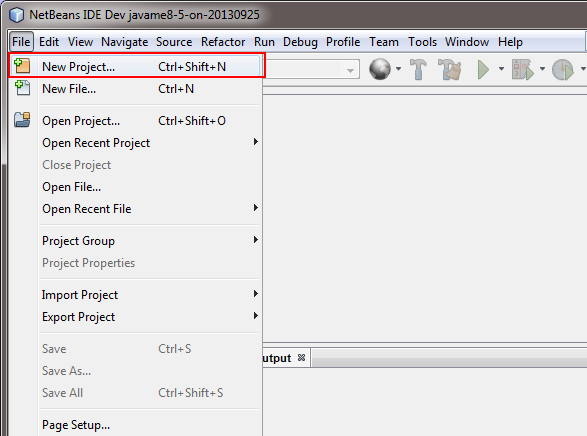 NetBeans IDE Dev javame8-5-on-20130925
File Edit View Navigate Source Refactor Run Debug Profile Team Tools Window Help
New Project... Ctrl+Shift+N
New File... Ctrl+N
Open Project... Ctrl+Shift+O
Open Recent Project
Close Project
Open File...
Open Recent File
Project Group
Project Properties
Import Project
Export Project
Save Ctrl+S
utput
Save As...
Save All Ctrl+Shift+S
Page Setup...